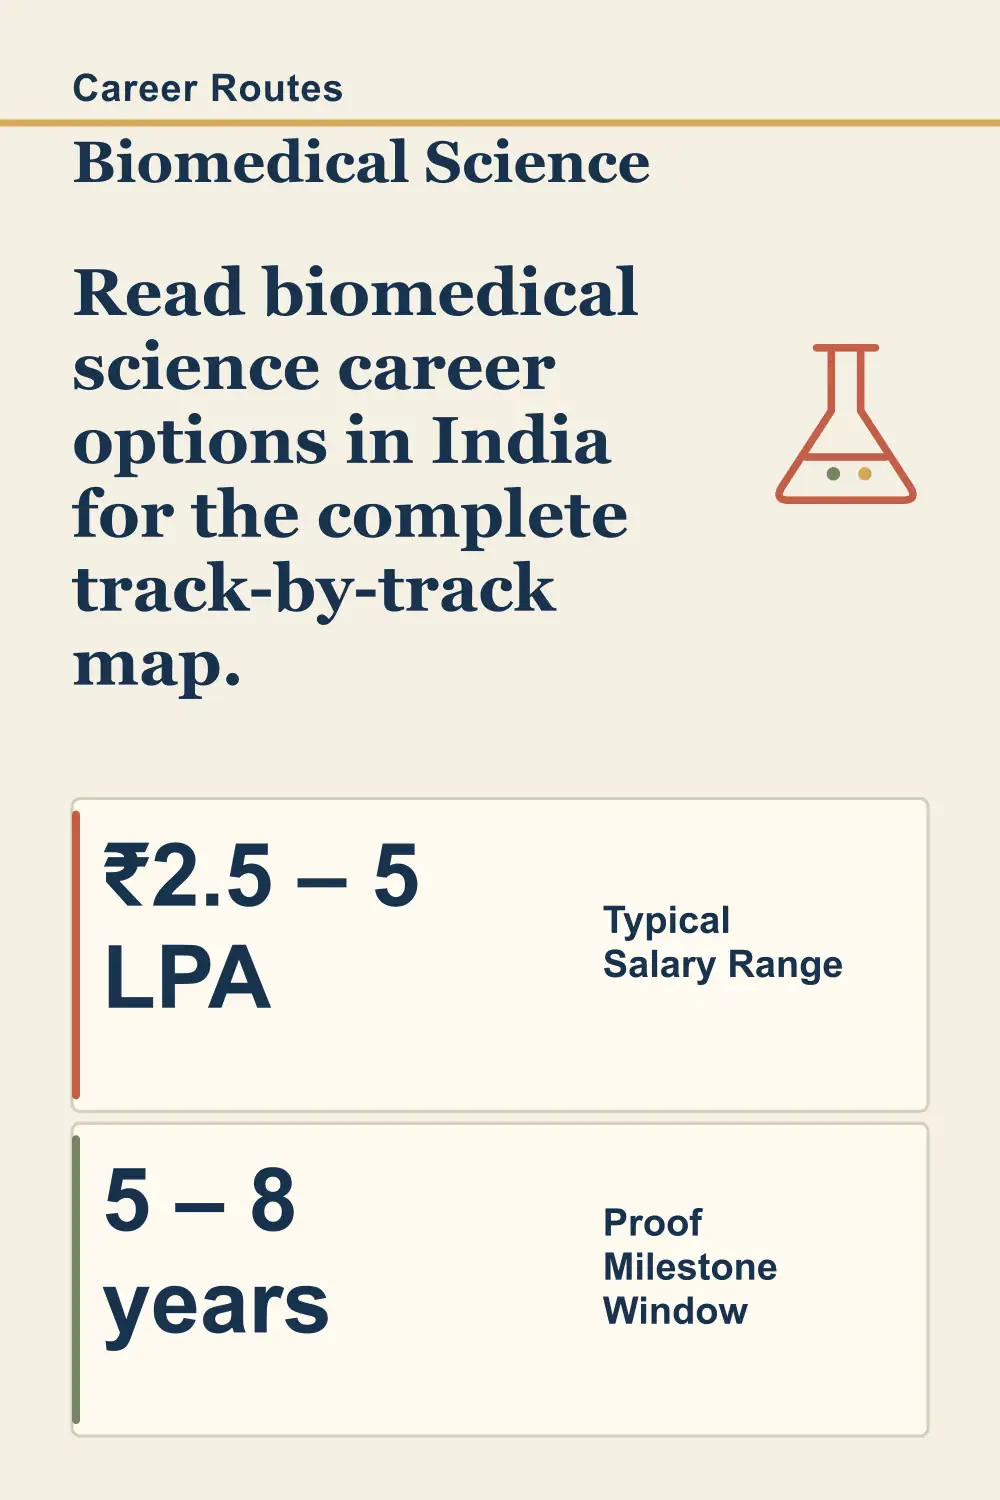 Career Routes
Biomedical Science
Read biomedical
science career
options in India
for the complete
track-by-track
map.
₹2.5 – 5
LPA
Typical
Salary Range
5 – 8
years
Proof
Milestone
Window